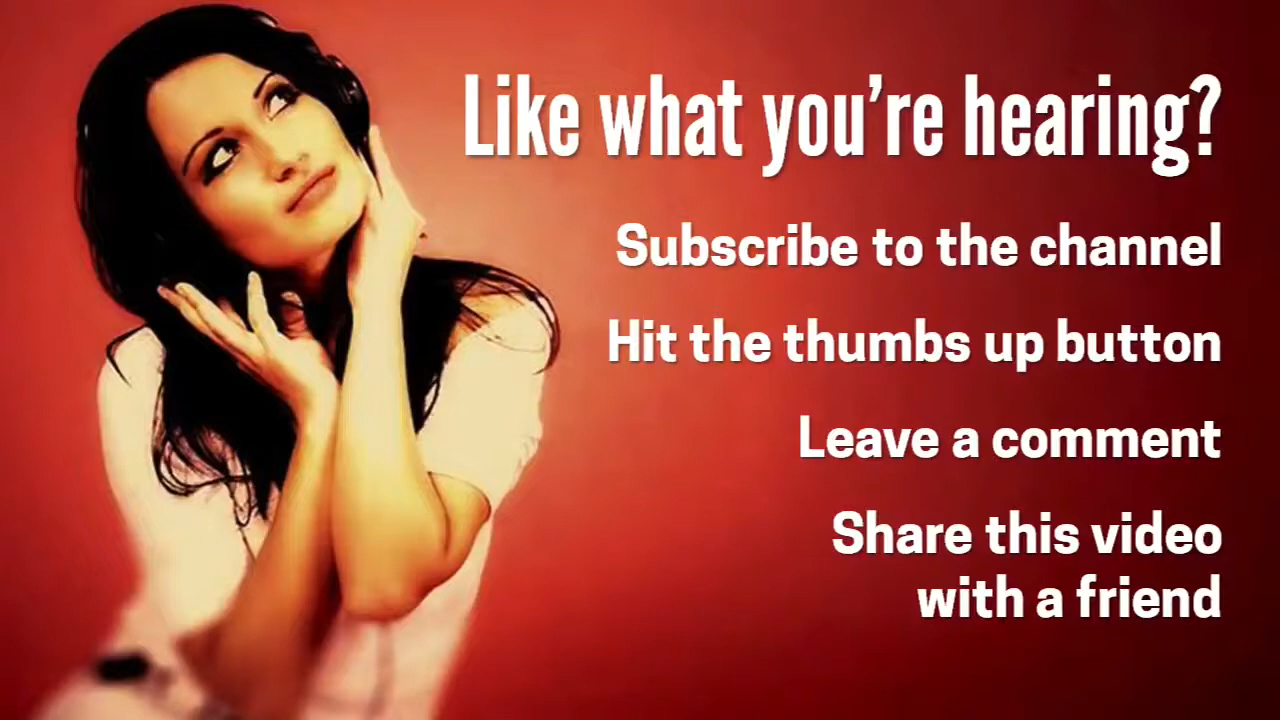 Like what you’re hearing?
Subscribe to the channel
Hit the thumbs up button
Leave a comment
Share this video
with a friend